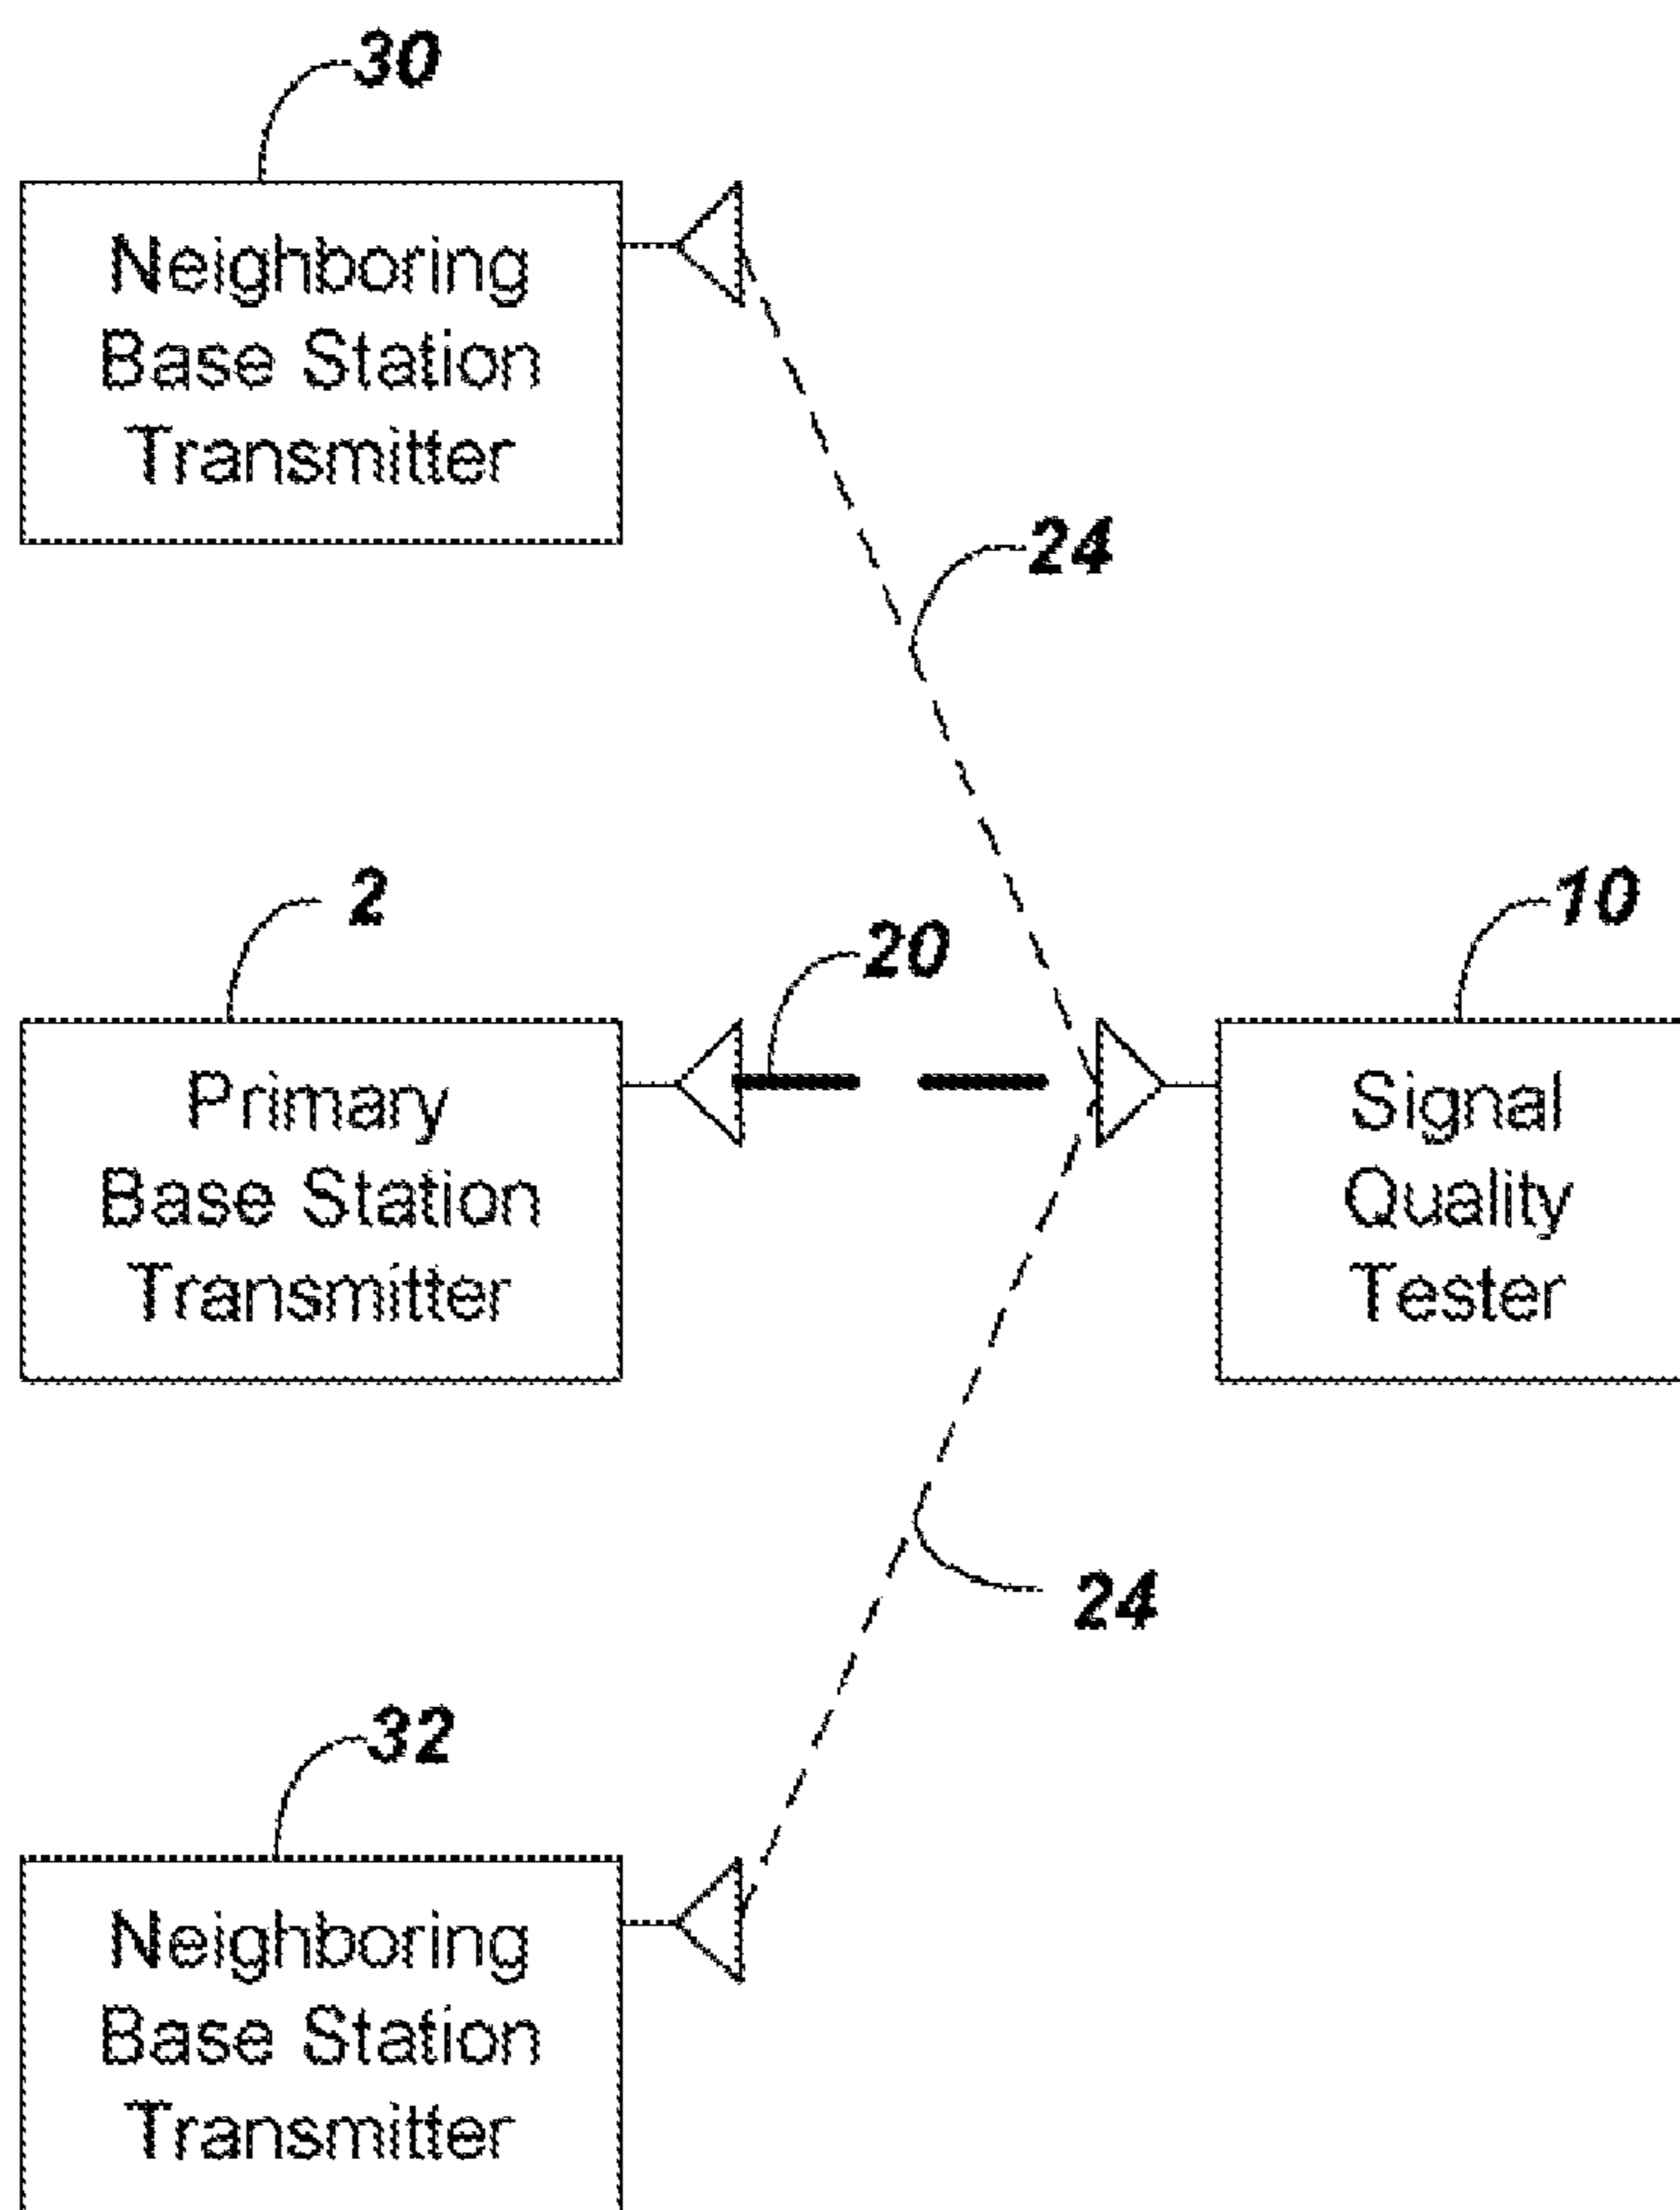 30
Neighboring
Base Station
Transmitter
24
2
20
10
Primary
Base Station
Transmitter
Signal
Quality
Tester
24
32
Neighboring
Base Station
Transmitter